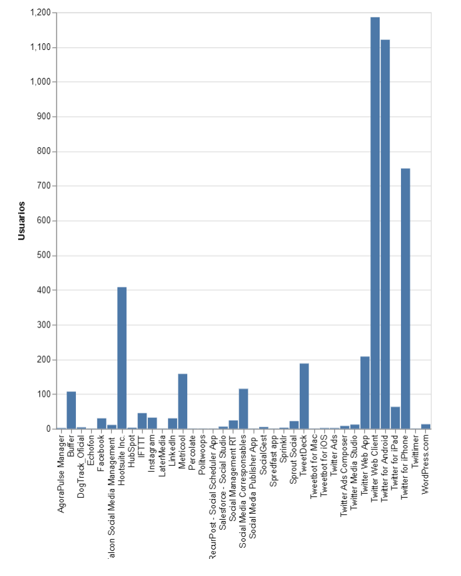 1,200
1,100
1,000
900
800
700
600
500
400
300
200
100
0
Usuarios
AgoraPulse Manager
Buffer
DogTrack_Oficial
Echofon
Facebook
alcon Social Media Management
Hootsuite Inc.
HubSpot
IFTTT
Instagram
LaterMedia
LinkedIn
Metricool
Percolate
Politwoops
RecurPost - Social Scheduler App
Salesforce - Social Studio
Social Management RT
Social Media Corresponsables
Social Media Publisher App
SocialGest
Spredfast app
Sprinklr
Sprout Social
TweetDeck
Tweetbot for Mac
Tweetbot for iOS
Twitter Ads
Twitter Ads Composer
Twitter Media Studio
Twitter Web App
Twitter Web Client
Twitter for Android
Twitter for iPad
Twitter for iPhone
Twittimer
WordPress.com